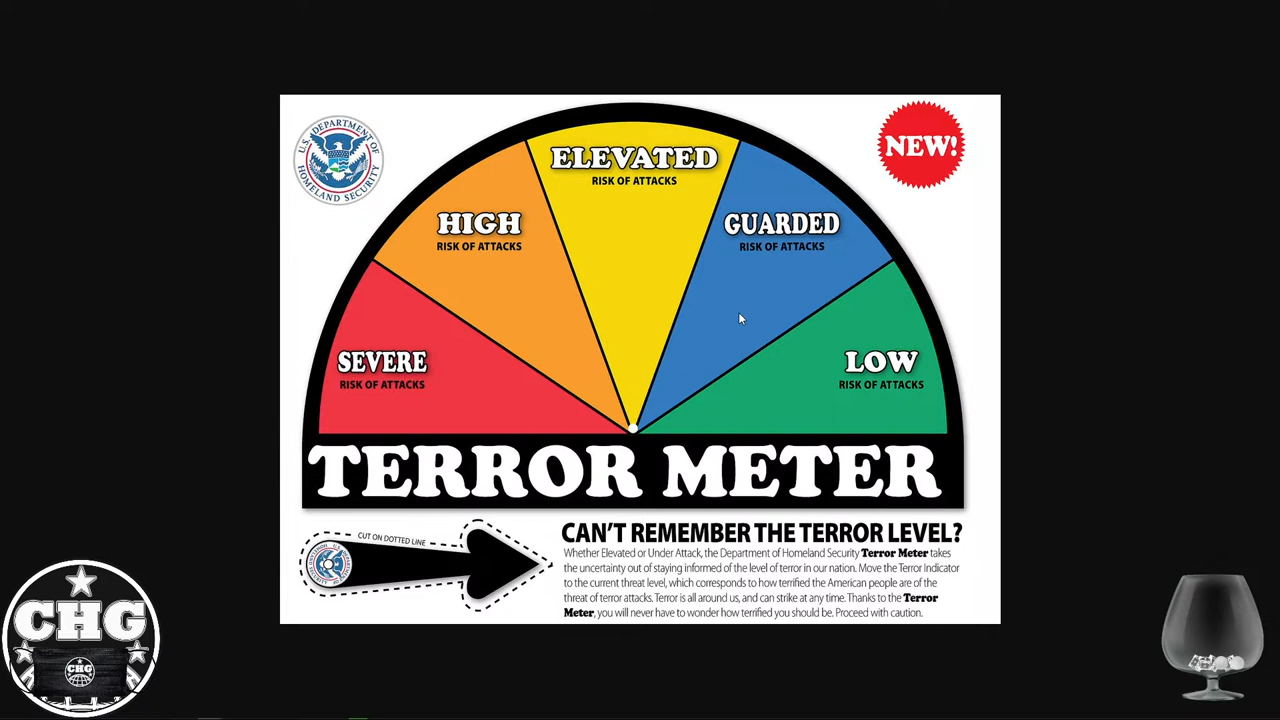 U.S. DEPARTMENT OF
HOMELAND SECURITY
NEW!
ELEVATED
RISK OF ATTACKS
HIGH
RISK OF ATTACKS
GUARDED
RISK OF ATTACKS
SEVERE
RISK OF ATTACKS
LOW
RISK OF ATTACKS
TERROR METER
CUT ON DOTTED LINE
CAN'T REMEMBER THE TERROR LEVEL?
Whether Elevated or Under Attack, the Department of Homeland Security Terror Meter takes
the uncertainty out of staying informed of the level of terror in our nation. Move the Terror Indicator
to the current threat level, which corresponds to how terrified the American people are of the
threat of terror attacks. Terror is all around us, and can strike at any time. Thanks to the Terror
Meter, you will never have to wonder how terrified you should be. Proceed with caution.
CHG
CHG